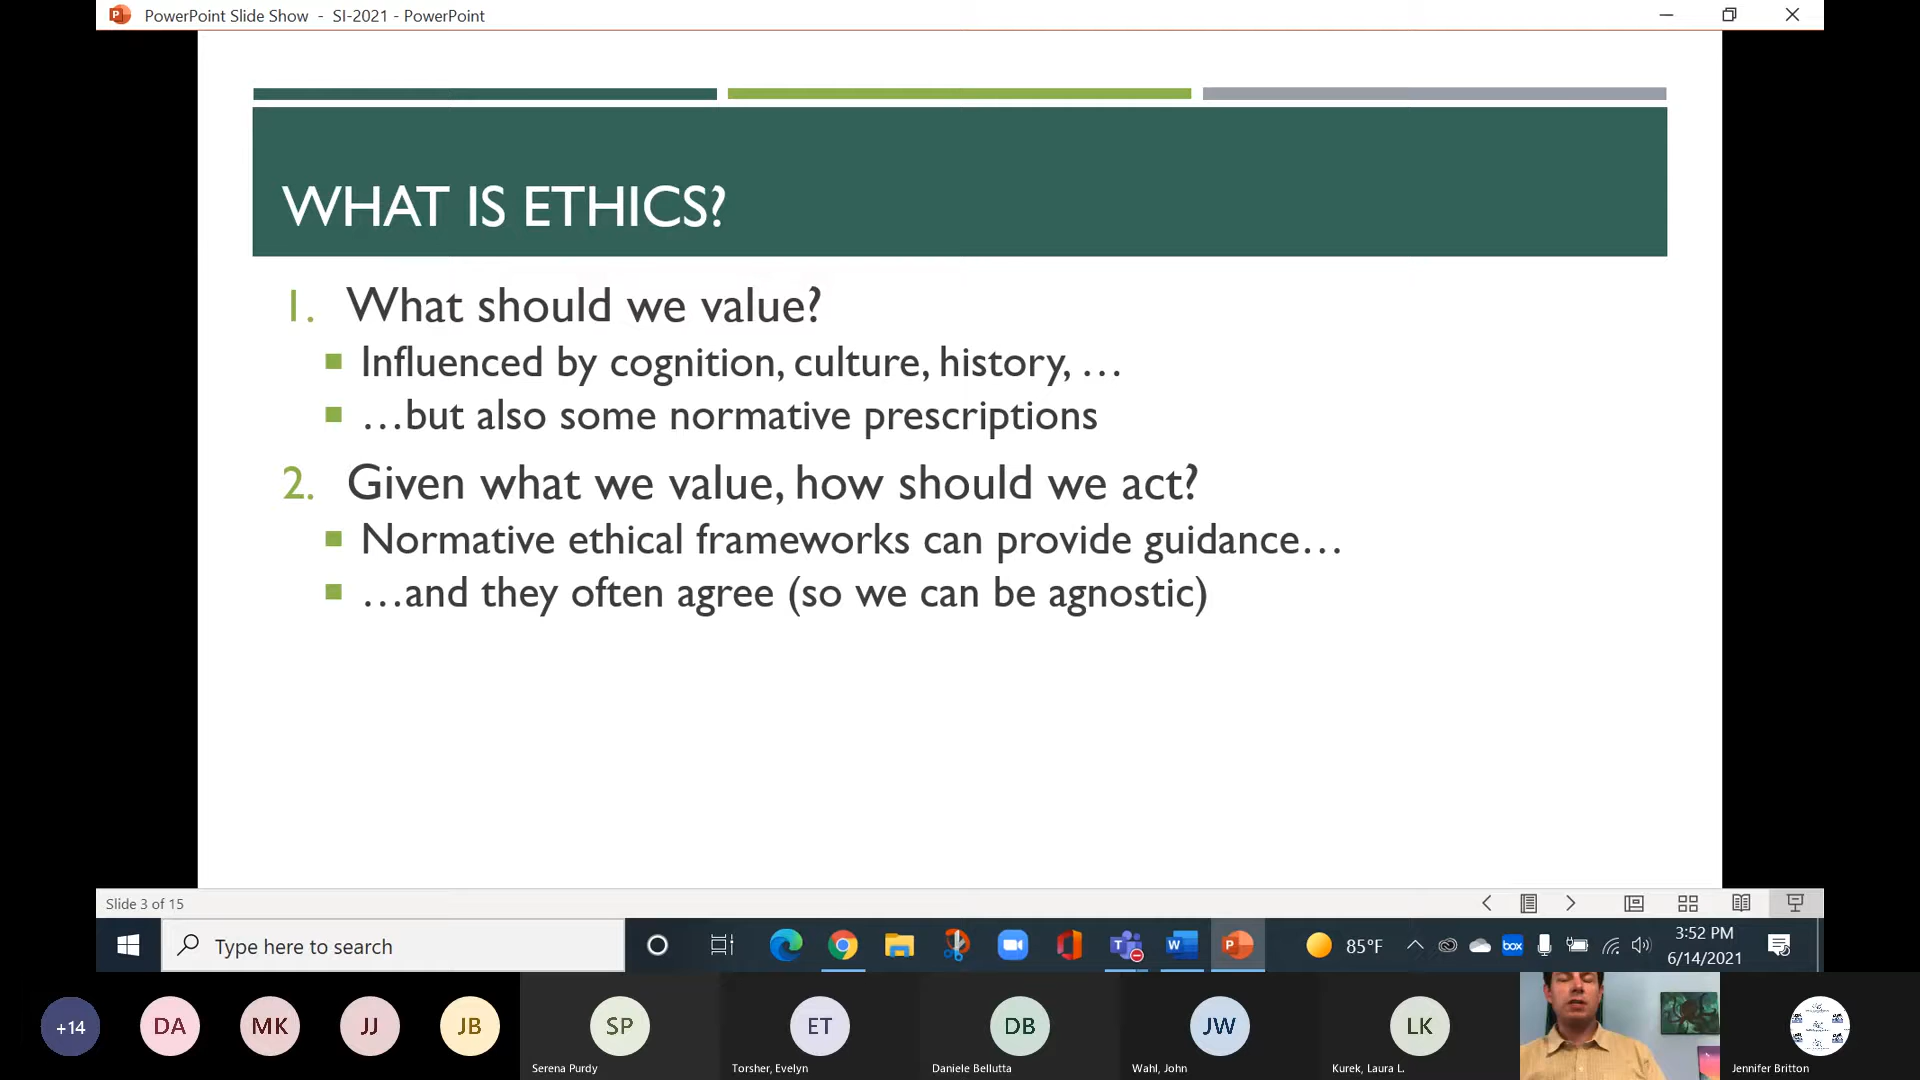 PowerPoint Slide Show - SI-2021 - PowerPoint
WHAT IS ETHICS?
1. What should we value?
Influenced by cognition, culture, history, …
…but also some normative prescriptions
2. Given what we value, how should we act?
Normative ethical frameworks can provide guidance…
…and they often agree (so we can be agnostic)
Slide 3 of 15
Type here to search
box
85°F
3:52 PM
6/14/2021
+14
DA
MK
JJ
JB
SP
ET
DB
JW
LK
Serena Purdy
Torsher, Evelyn
Daniele Bellutta
Wahl, John
Kurek, Laura L.
Jennifer Britton